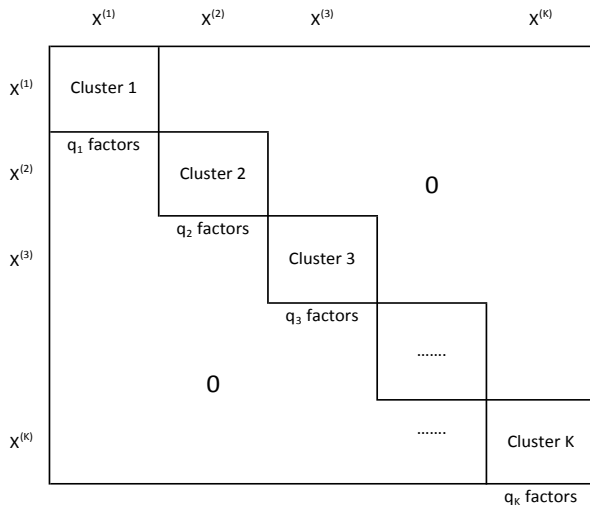 X⁽¹⁾ X⁽²⁾ X⁽³⁾ X⁽ᴷ⁾
X⁽¹⁾ Cluster 1
q₁ factors
X⁽²⁾ Cluster 2 0
q₂ factors
X⁽³⁾ Cluster 3
q₃ factors
.......
0
.......
X⁽ᴷ⁾ Cluster K
qₖ factors